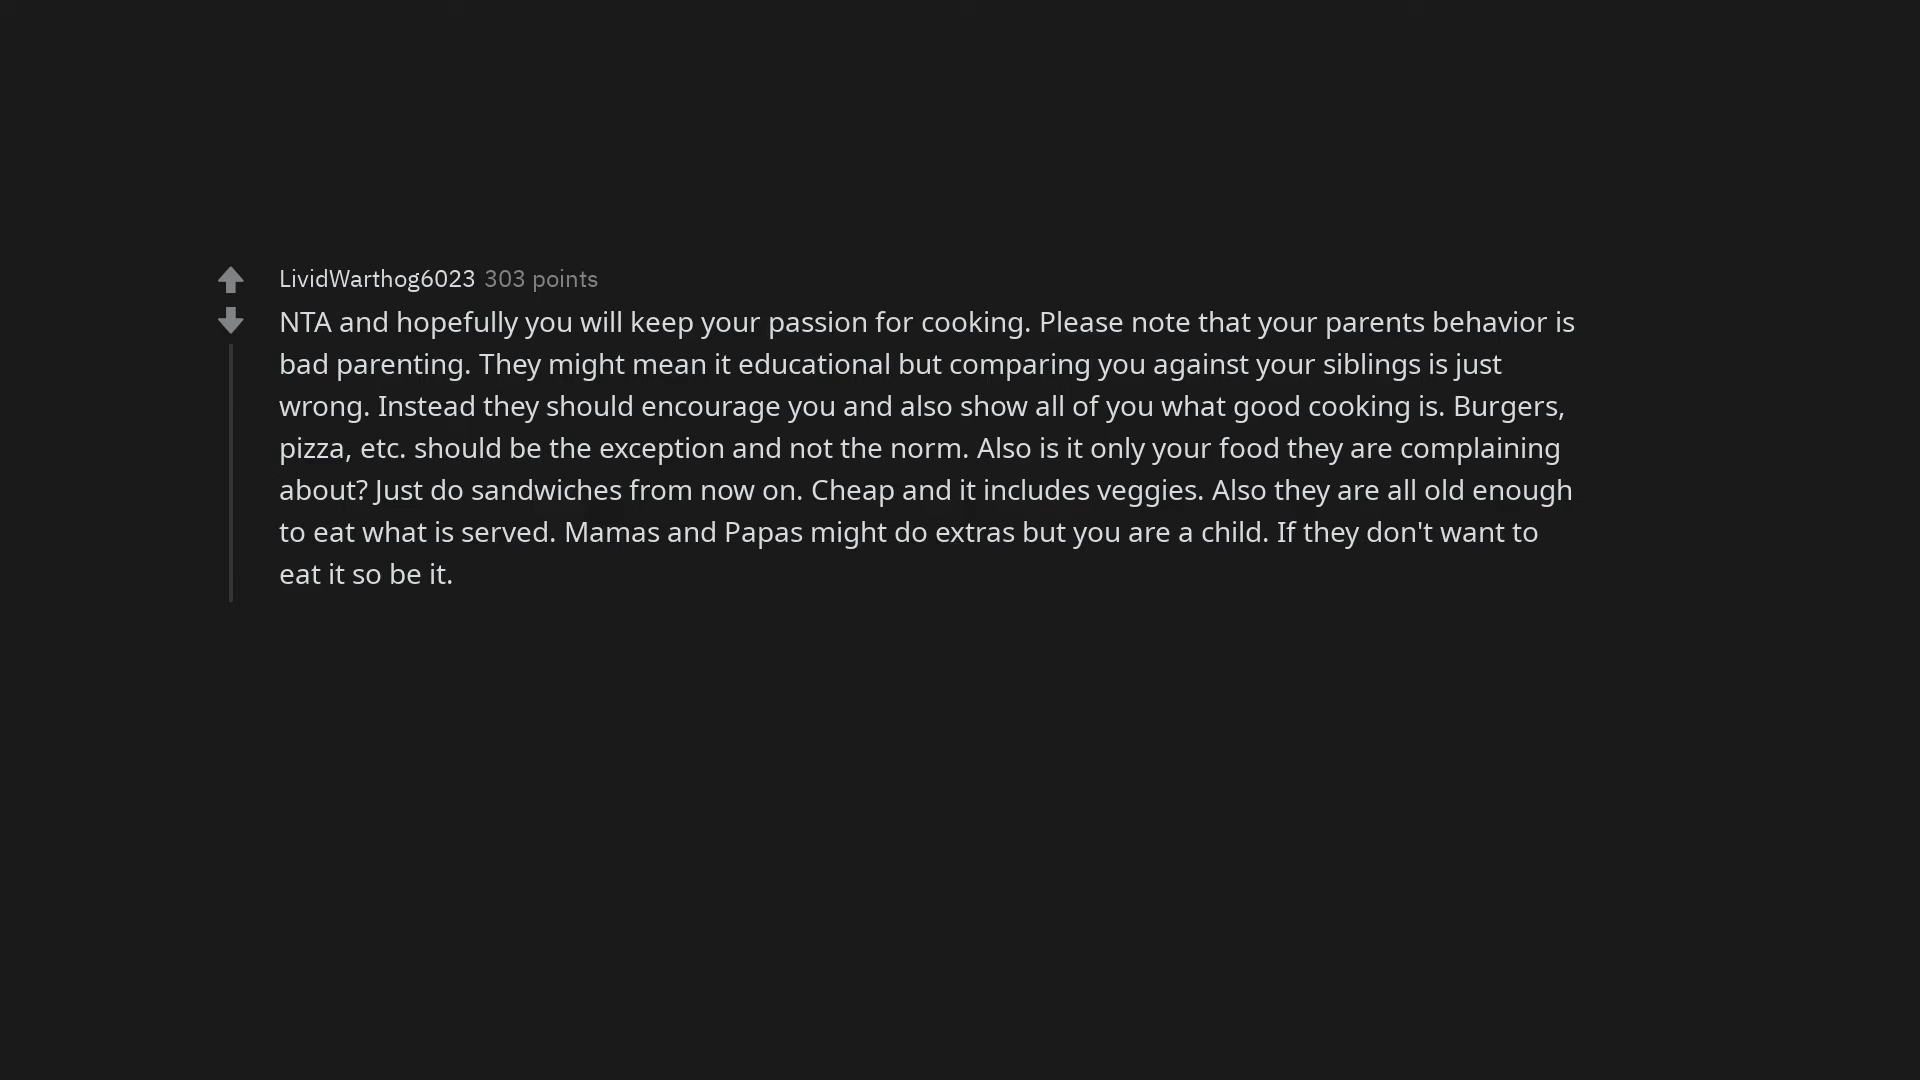 LividWarthog6023 303 points
NTA and hopefully you will keep your passion for cooking. Please note that your parents behavior is
bad parenting. They might mean it educational but comparing you against your siblings is just
wrong. Instead they should encourage you and also show all of you what good cooking is. Burgers,
pizza, etc. should be the exception and not the norm. Also is it only your food they are complaining
about? Just do sandwiches from now on. Cheap and it includes veggies. Also they are all old enough
to eat what is served. Mamas and Papas might do extras but you are a child. If they don't want to
eat it so be it.